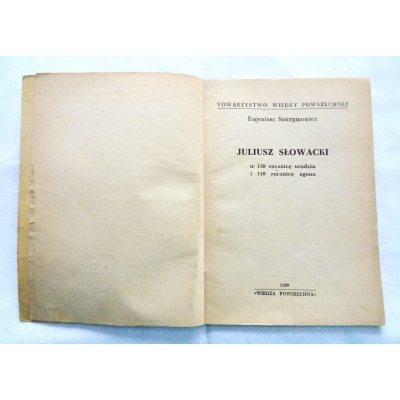 TOWARZYSTWO WIEDZY POWSZECHNEJ
Eugeniusz Sawrymowicz
JULIUSZ SŁOWACKI
w 150 rocznicę urodzin
i 110 rocznicę zgonu
1959
»WIEDZA POWSZECHNA«